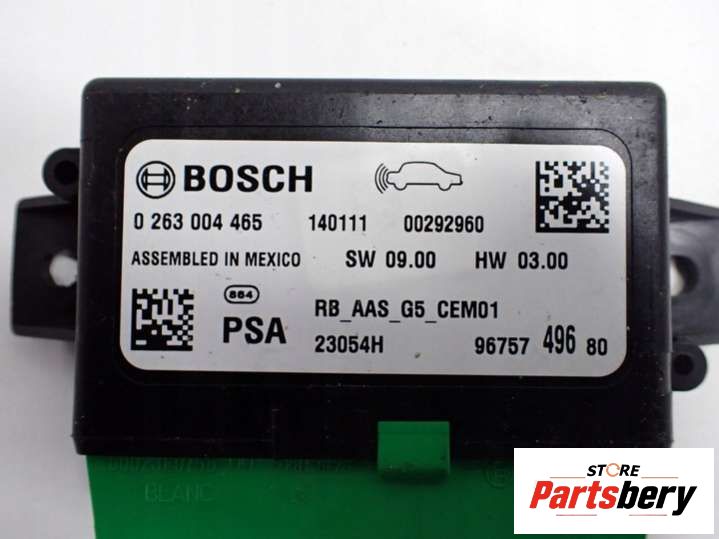 BOSCH
0 263 004 465 140111 00292960
ASSEMBLED IN MEXICO SW 09.00 HW 03.00
864 RB_AAS_G5_CEM01
PSA 23054H 96757 496 80
BLANC
STORE
Partsbery